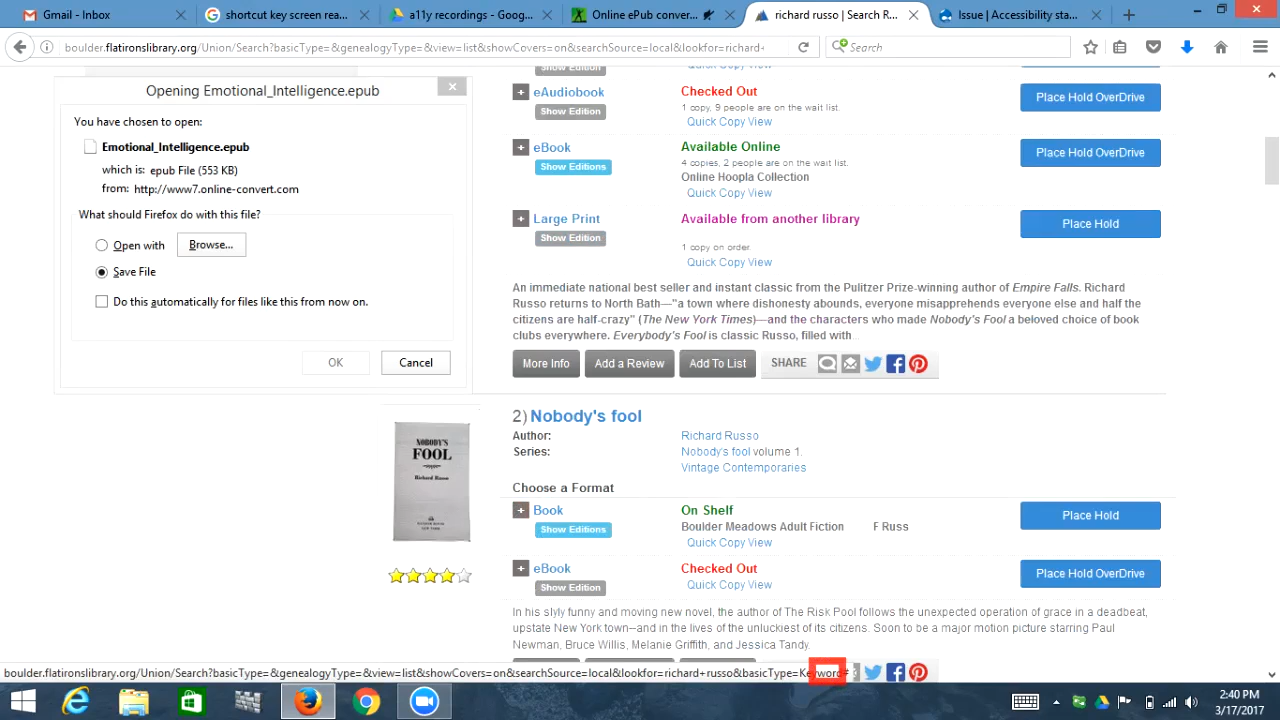 Inbox - imallett@gmail
shortcut key smart invert
a11y recordings - Goog...
Online ePub conver...
richard russo | Search R...
Issue | Accessibility st
boulder.flatironslibrary.org/Union/Search?basicType=&genealogyType=&view=list&showCovers=on&searchSource=local&lookfor=richard-
Search
Opening Emotional_Intelligence.epub
You have chosen to open:
Emotional_Intelligence.epub
which is: epub File (553 KB)
from: http://www7.online-convert.com
What should Firefox do with this file?
Open with
Browse...
Save File
Do this automatically for files like this from now on.
OK
Cancel
Show Edition
Quick Copy View
+ eAudiobook
Checked Out
Place Hold OverDrive
Show Edition
1 copy, 9 people are on the wait list.
Quick Copy View
+ eBook
Available Online
Place Hold OverDrive
Show Editions
4 copies, 2 people are on the wait list.
Online Hoopla Collection
Quick Copy View
+ Large Print
Available from another library
Place Hold
Show Edition
1 copy on order.
Quick Copy View
An immediate national best seller and instant classic from the Pulitzer Prize-winning author of Empire Falls. Richard
Russo returns to North Bath—"a town where dishonesty abounds, everyone misapprehends everyone else and half the
citizens are half-crazy" (The New York Times)—and the characters who made Nobody's Fool a beloved choice of book
clubs everywhere. Everybody's Fool is classic Russo, filled with...
More Info
Add a Review
Add To List
SHARE
NOBODY'S
FOOL
Richard Russo
2) Nobody's fool
Author:
Richard Russo
Series:
Nobody's fool volume 1.
Vintage Contemporaries
Choose a Format
+ Book
On Shelf
Place Hold
Show Editions
Boulder Meadows Adult Fiction F Russ
Quick Copy View
+ eBook
Checked Out
Place Hold OverDrive
Show Edition
Quick Copy View
In his slyly funny and moving new novel, the author of The Risk Pool follows the unexpected operation of grace in a deadbeat,
upstate New York town--and in the lives of the unluckiest of its citizens. Soon to be a major motion picture starring Paul
Newman, Bruce Willis, Melanie Griffith, and Jessica Tandy.
boulder.flatironslibrary.org/Union/Search?basicType=&genealogyType=&view=list&showCovers=on&searchSource=local&lookfor=richard+russo&basicType=Keyword#
2:40 PM
3/17/2017